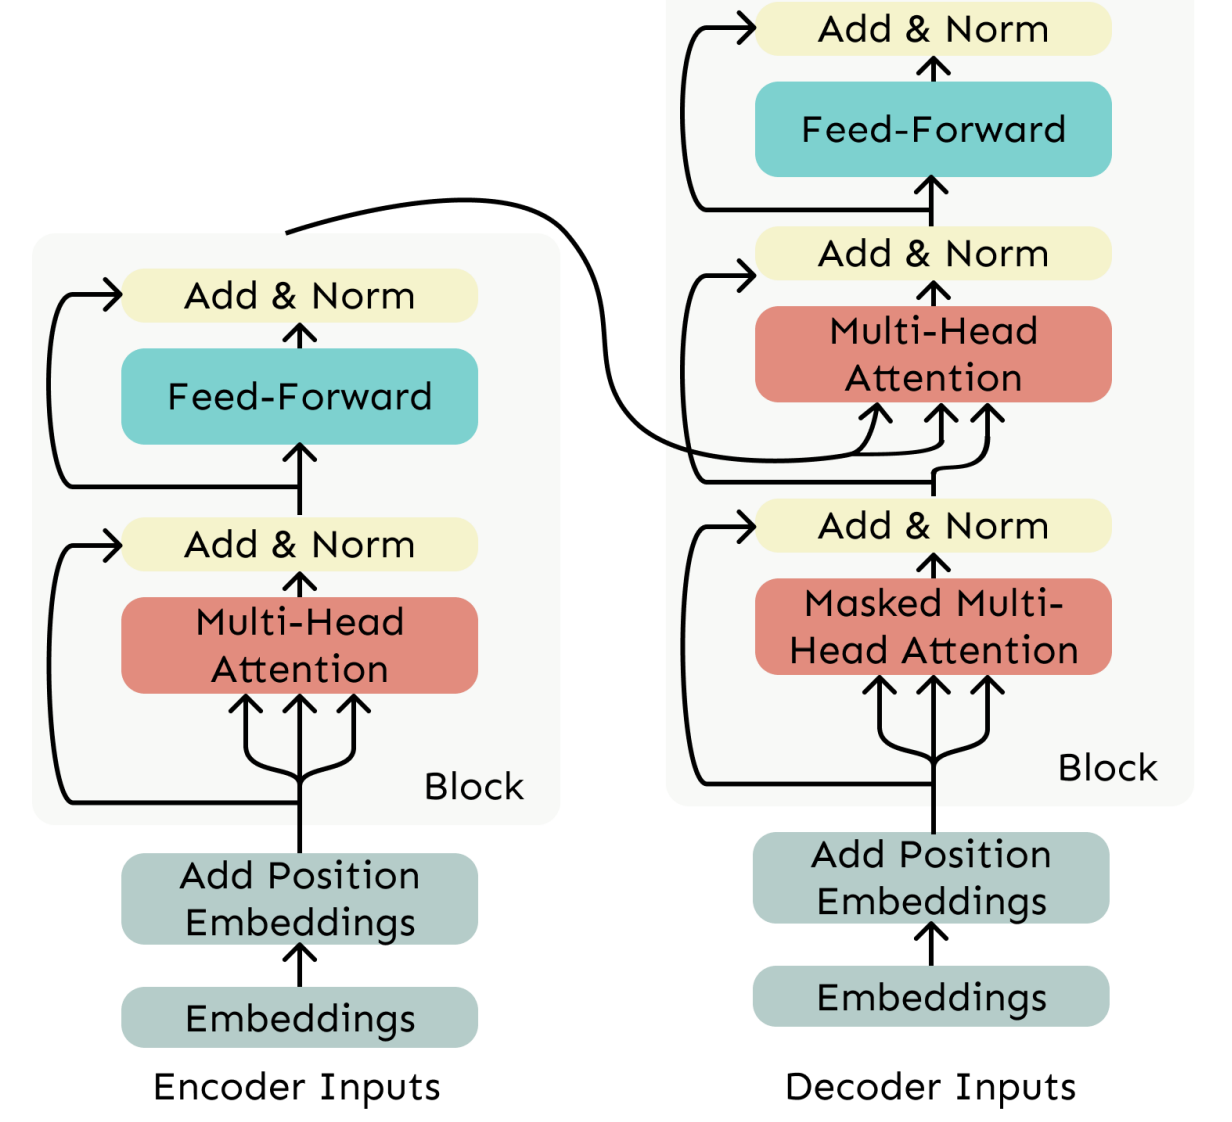 Add & Norm
Feed-Forward
Add & Norm
Multi-Head
Attention
Block
Add Position
Embeddings
Embeddings
Encoder Inputs
Add & Norm
Feed-Forward
Add & Norm
Multi-Head
Attention
Add & Norm
Masked Multi-
Head Attention
Block
Add Position
Embeddings
Embeddings
Decoder Inputs